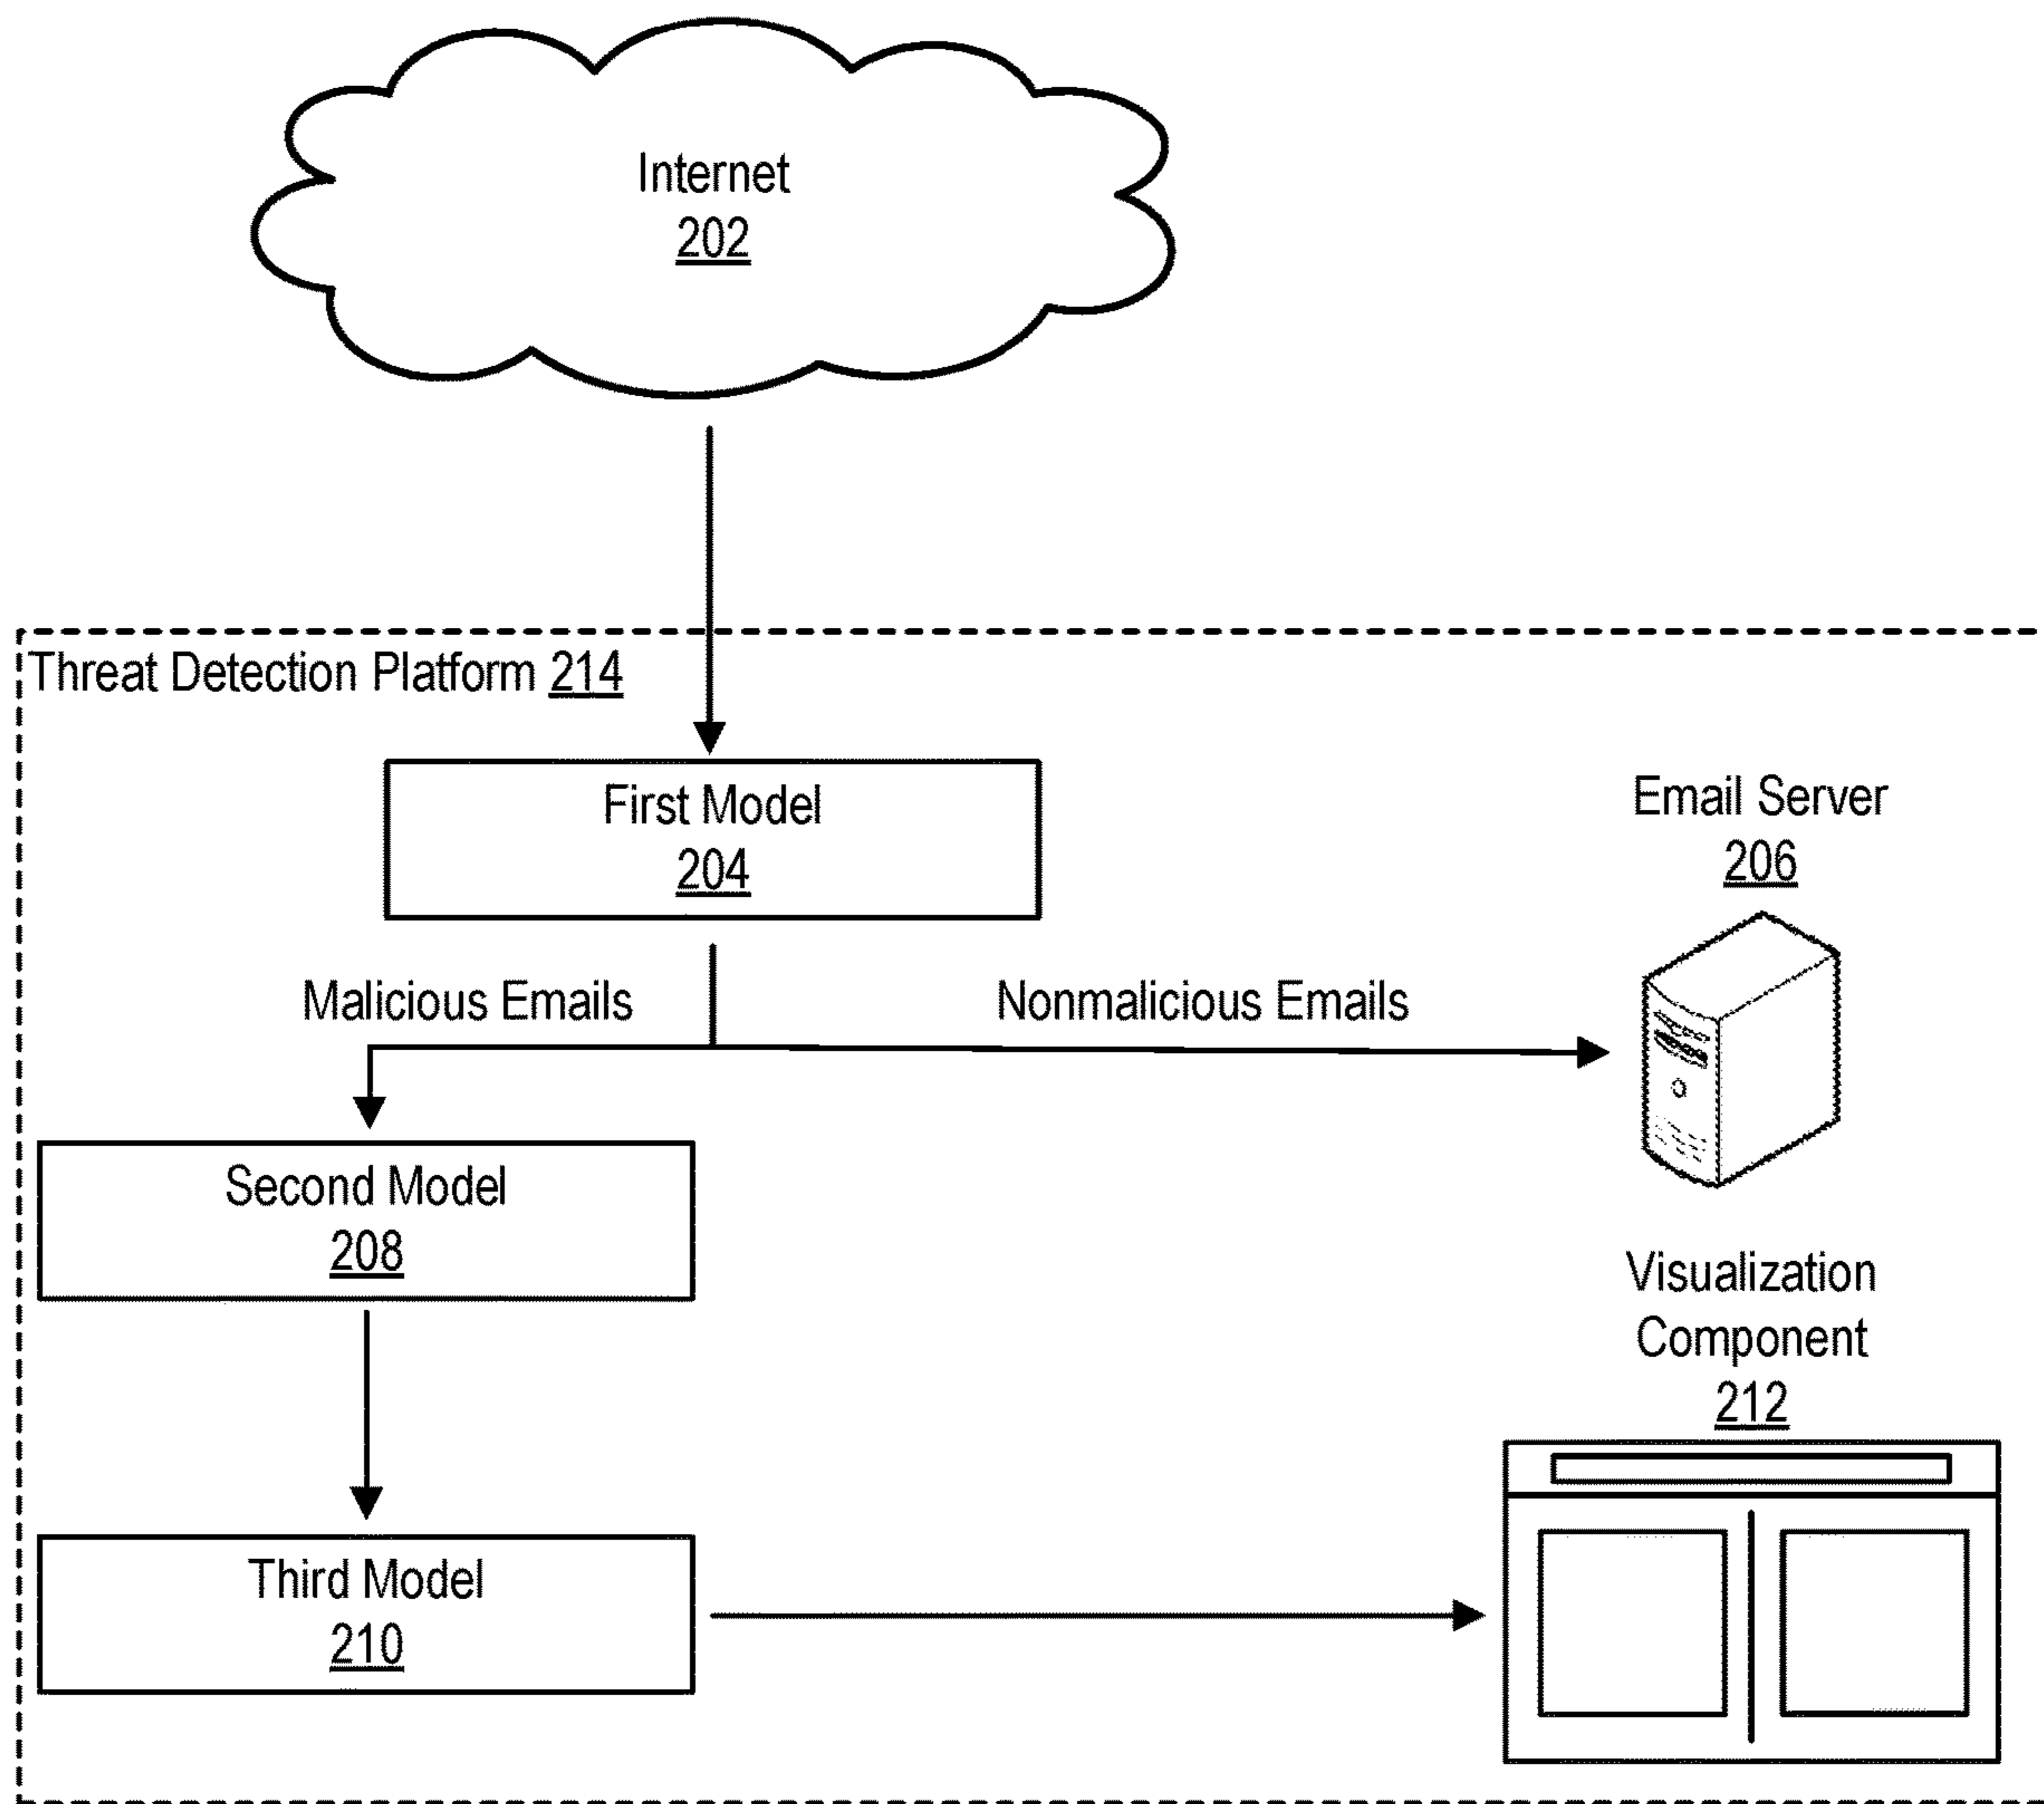 Internet
202
Threat Detection Platform 214
First Model
204
Email Server
206
Malicious Emails
Nonmalicious Emails
Second Model
208
Visualization
Component
212
Third Model
210